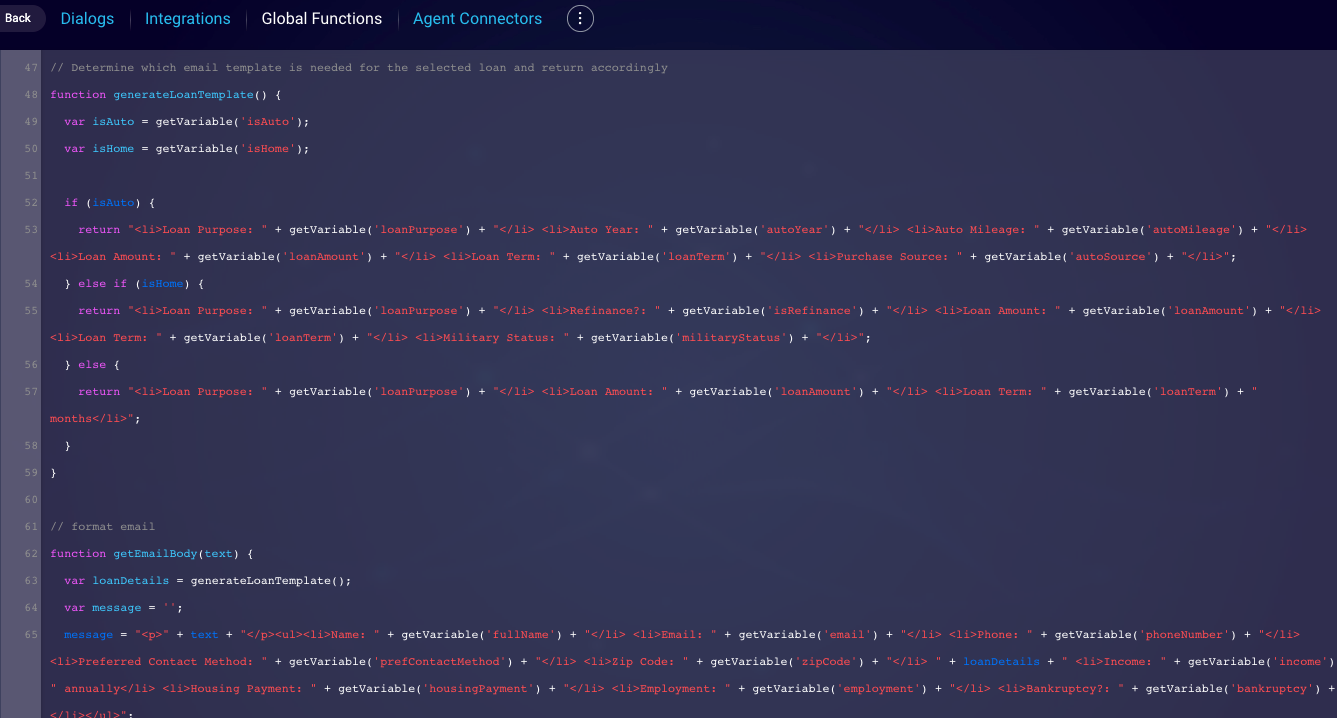 Back Dialogs Integrations Global Functions Agent Connectors
47 // Determine which email template is needed for the selected loan and return accordingly
48 function generateLoanTemplate() {
49 var isAuto = getVariable('isAuto');
50 var isHome = getVariable('isHome');
51
52 if (isAuto) {
53 return "<li>Loan Purpose: " + getVariable('loanPurpose') + "</li> <li>Auto Year: " + getVariable('autoYear') + "</li> <li>Auto Mileage: " + getVariable('autoMileage') + "</li>
<li>Loan Amount: " + getVariable('loanAmount') + "</li> <li>Loan Term: " + getVariable('loanTerm') + "</li> <li>Purchase Source: " + getVariable('autoSource') + "</li>";
54 } else if (isHome) {
55 return "<li>Loan Purpose: " + getVariable('loanPurpose') + "</li> <li>Refinance?: " + getVariable('isRefinance') + "</li> <li>Loan Amount: " + getVariable('loanAmount') + "</li>
<li>Loan Term: " + getVariable('loanTerm') + "</li> <li>Military Status: " + getVariable('militaryStatus') + "</li>";
56 } else {
57 return "<li>Loan Purpose: " + getVariable('loanPurpose') + "</li> <li>Loan Amount: " + getVariable('loanAmount') + "</li> <li>Loan Term: " + getVariable('loanTerm') + "
months</li>";
58 }
59 }
60
61 // format email
62 function getEmailBody(text) {
63 var loanDetails = generateLoanTemplate();
64 var message = '';
65 message = "<p>" + text + "</p><ul><li>Name: " + getVariable('fullName') + "</li> <li>Email: " + getVariable('email') + "</li> <li>Phone: " + getVariable('phoneNumber') + "</li>
<li>Preferred Contact Method: " + getVariable('prefContactMethod') + "</li> <li>Zip Code: " + getVariable('zipCode') + "</li> " + loanDetails + " <li>Income: " + getVariable('income')
" annually</li> <li>Housing Payment: " + getVariable('housingPayment') + "</li> <li>Employment: " + getVariable('employment') + "</li> <li>Bankruptcy?: " + getVariable('bankruptcy') +
</li></ul>";